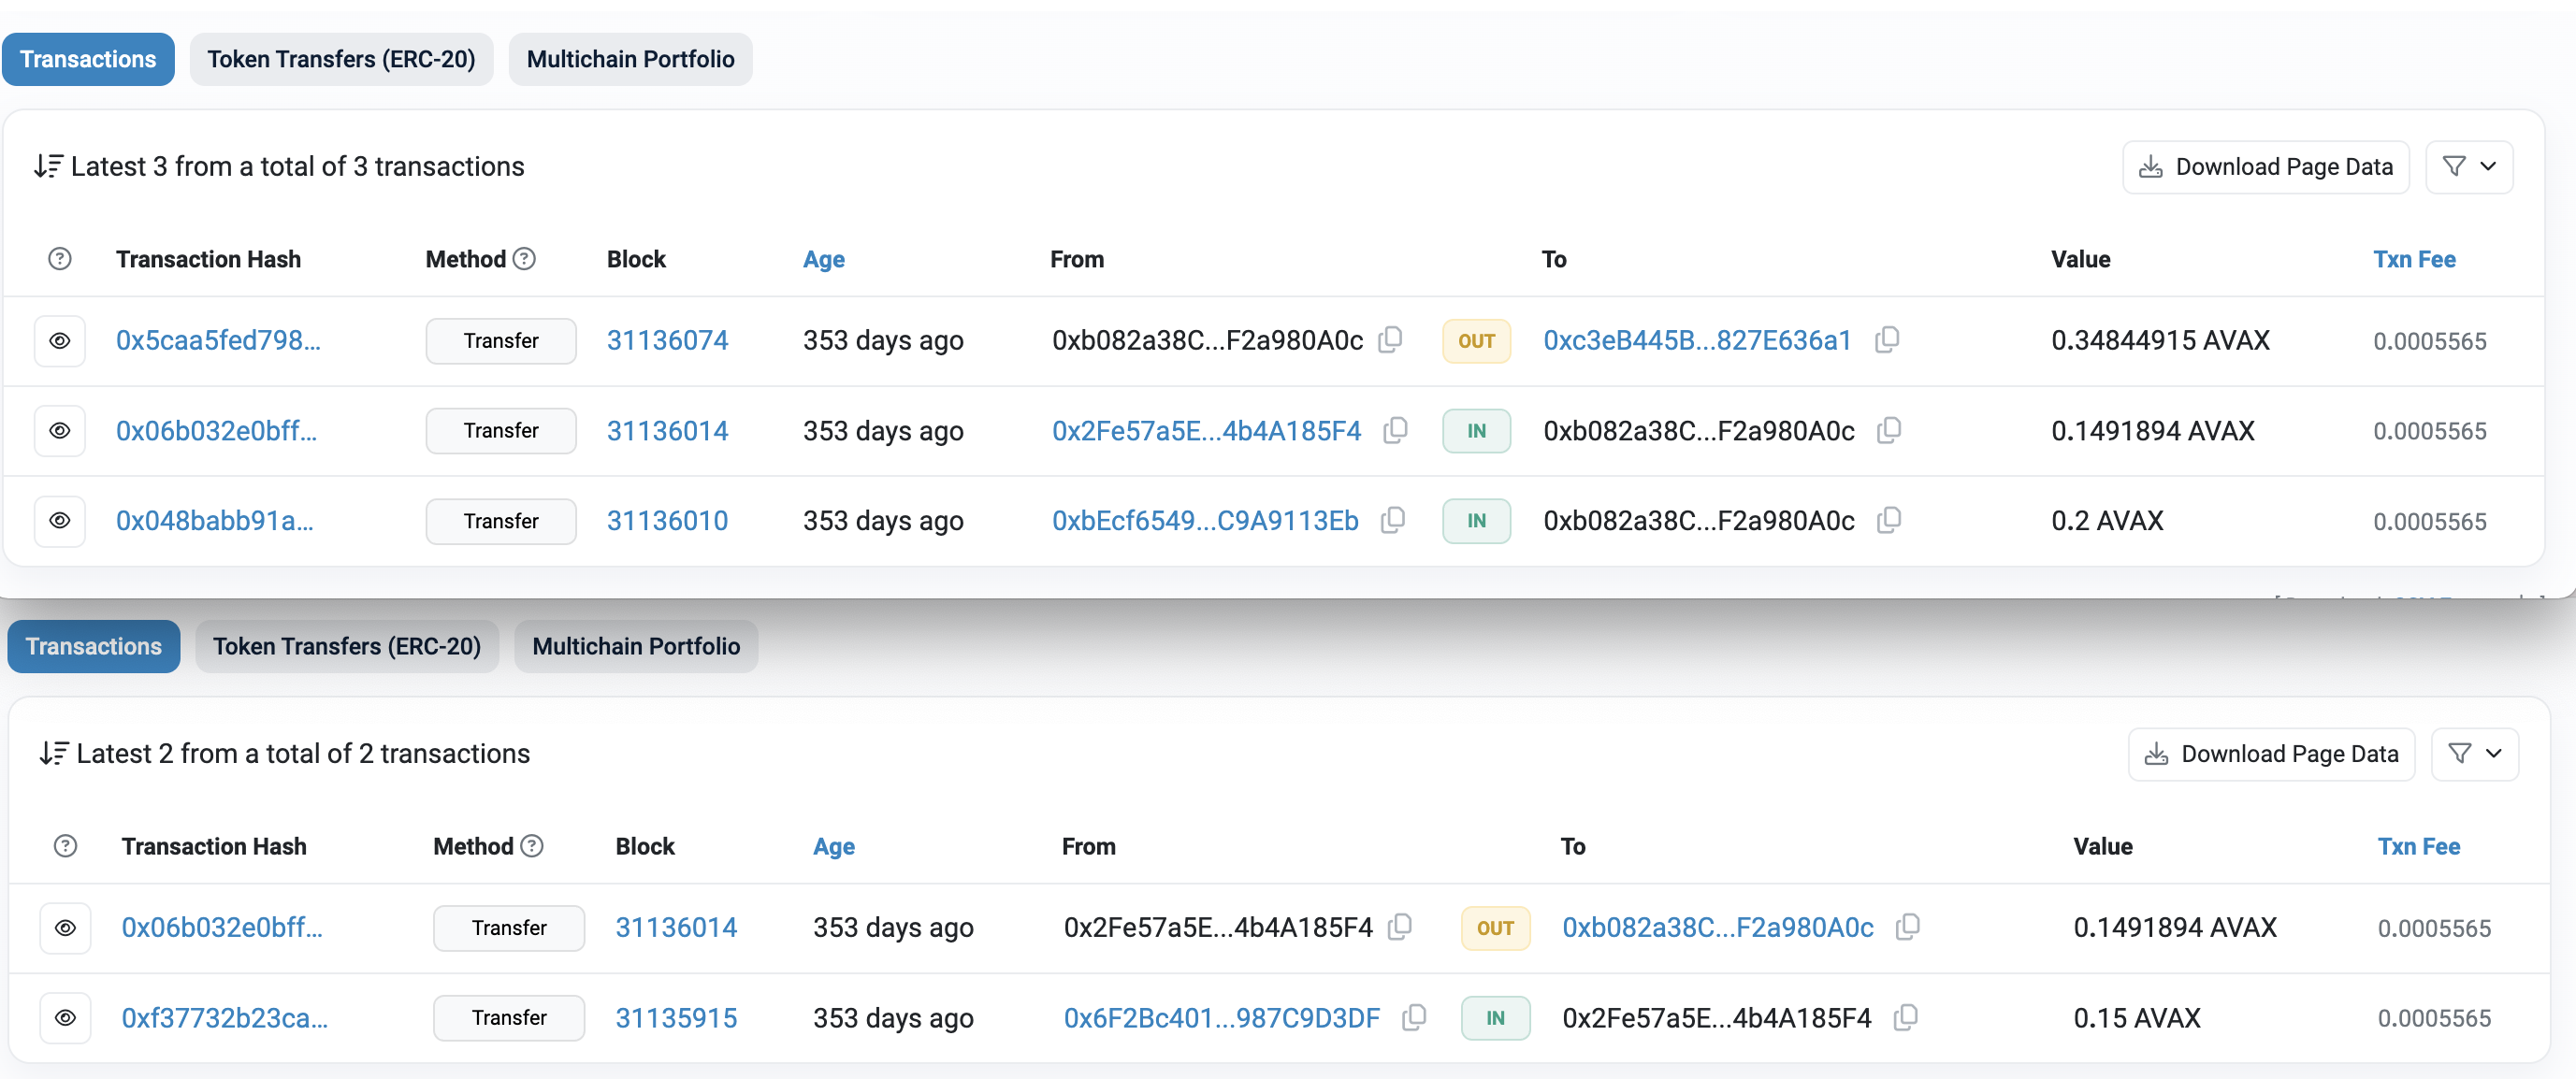 Transactions Token Transfers (ERC-20) Multichain Portfolio
Latest 3 from a total of 3 transactions Download Page Data
Transaction Hash Method Block Age From To Value Txn Fee
0x5caa5fed798... Transfer 31136074 353 days ago 0xb082a38C...F2a980A0c OUT 0xc3eB445B...827E636a1 0.34844915 AVAX 0.0005565
0x06b032e0bff... Transfer 31136014 353 days ago 0x2Fe57a5E...4b4A185F4 IN 0xb082a38C...F2a980A0c 0.1491894 AVAX 0.0005565
0x048babb91a... Transfer 31136010 353 days ago 0xbEcf6549...C9A9113Eb IN 0xb082a38C...F2a980A0c 0.2 AVAX 0.0005565
Transactions Token Transfers (ERC-20) Multichain Portfolio
Latest 2 from a total of 2 transactions Download Page Data
Transaction Hash Method Block Age From To Value Txn Fee
0x06b032e0bff... Transfer 31136014 353 days ago 0x2Fe57a5E...4b4A185F4 OUT 0xb082a38C...F2a980A0c 0.1491894 AVAX 0.0005565
0xf37732b23ca... Transfer 31135915 353 days ago 0x6F2Bc401...987C9D3DF IN 0x2Fe57a5E...4b4A185F4 0.15 AVAX 0.0005565